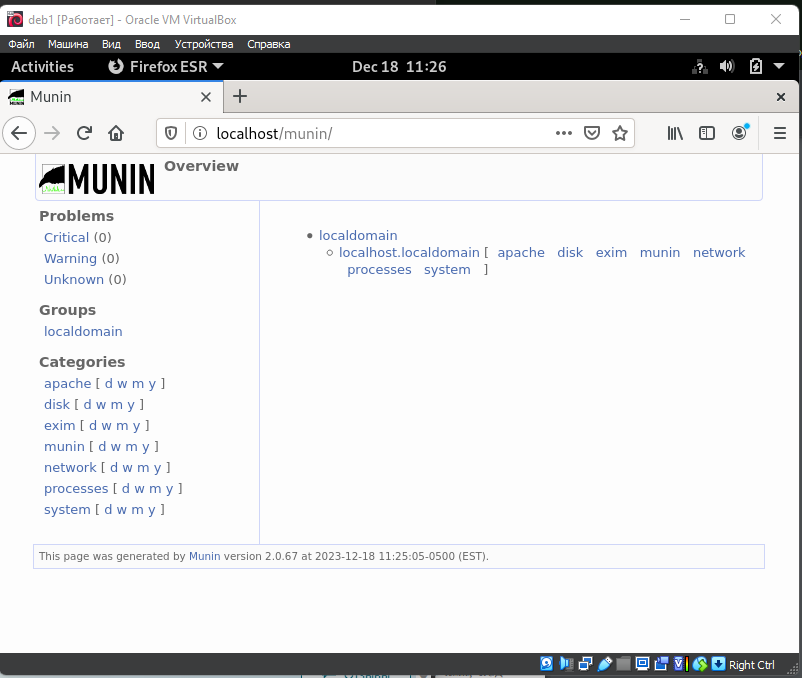 deb1 [Работает] - Oracle VM VirtualBox
Файл Машина Вид Ввод Устройства Справка
Activities Firefox ESR Dec 18 11:26
Munin
localhost/munin/
MUNIN Overview
Problems
Critical (0)
Warning (0)
Unknown (0)
Groups
localdomain
Categories
apache [ d w m y ]
disk [ d w m y ]
exim [ d w m y ]
munin [ d w m y ]
network [ d w m y ]
processes [ d w m y ]
system [ d w m y ]
localdomain
localhost.localdomain [ apache disk exim munin network
processes system ]
This page was generated by Munin version 2.0.67 at 2023-12-18 11:25:05-0500 (EST).
Right Ctrl